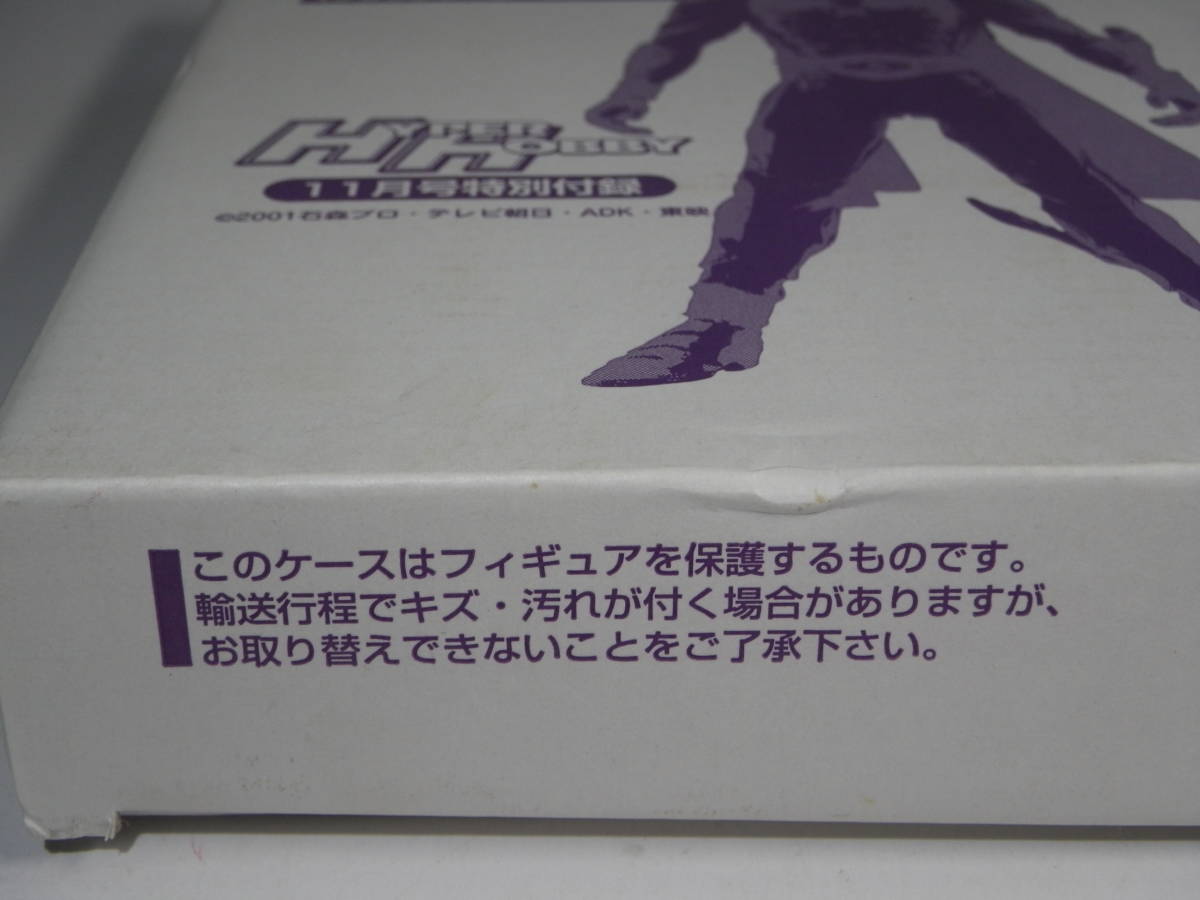 HYPER HOBBY
11月号特別付録
©2001石森プロ・テレビ朝日・ADK・東映
このケースはフィギュアを保護するものです。
輸送行程でキズ・汚れが付く場合がありますが、
お取り替えできないことをご了承下さい。